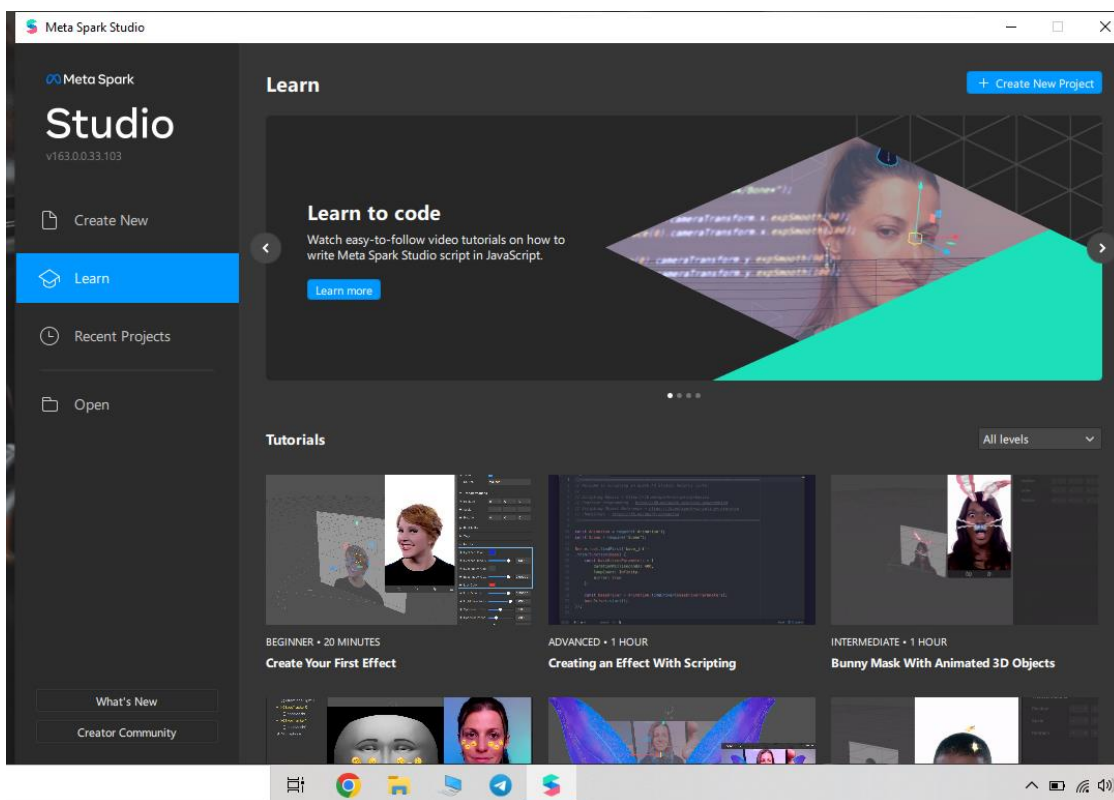 Meta Spark Studio
Meta Spark
Studio
v163.0.0.33.103
Create New
Learn
Recent Projects
Open
What's New
Creator Community
Learn
+ Create New Project
Learn to code
Watch easy-to-follow video tutorials on how to
write Meta Spark Studio script in JavaScript.
Learn more
Tutorials
All levels
BEGINNER • 20 MINUTES
Create Your First Effect
ADVANCED • 1 HOUR
Creating an Effect With Scripting
INTERMEDIATE • 1 HOUR
Bunny Mask With Animated 3D Objects